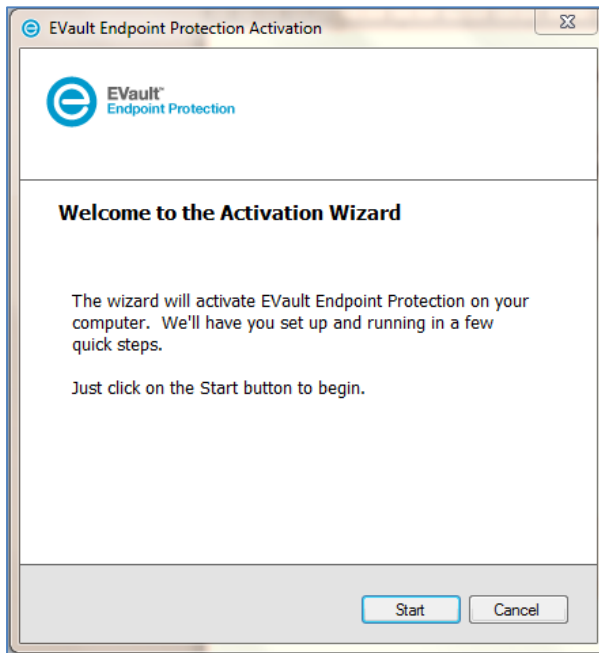 EVault Endpoint Protection Activation
EVault™
Endpoint Protection
Welcome to the Activation Wizard
The wizard will activate EVault Endpoint Protection on your
computer.  We'll have you set up and running in a few
quick steps.
Just click on the Start button to begin.
Start
Cancel